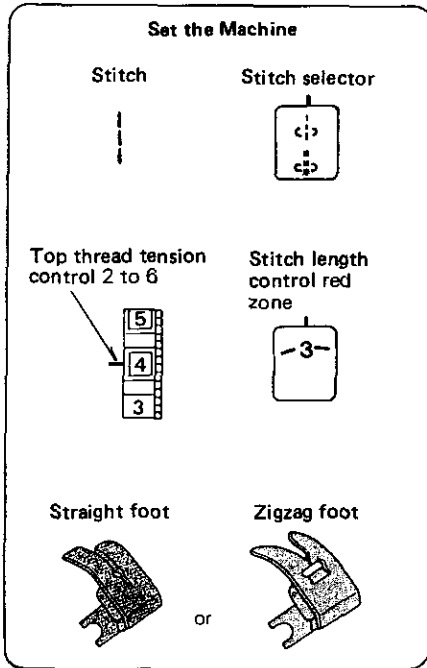 Set the Machine
Stitch
Stitch selector
Top thread tension
control 2 to 6
5
4
3
Stitch length
control red
zone
3
Straight foot
Zigzag foot
or